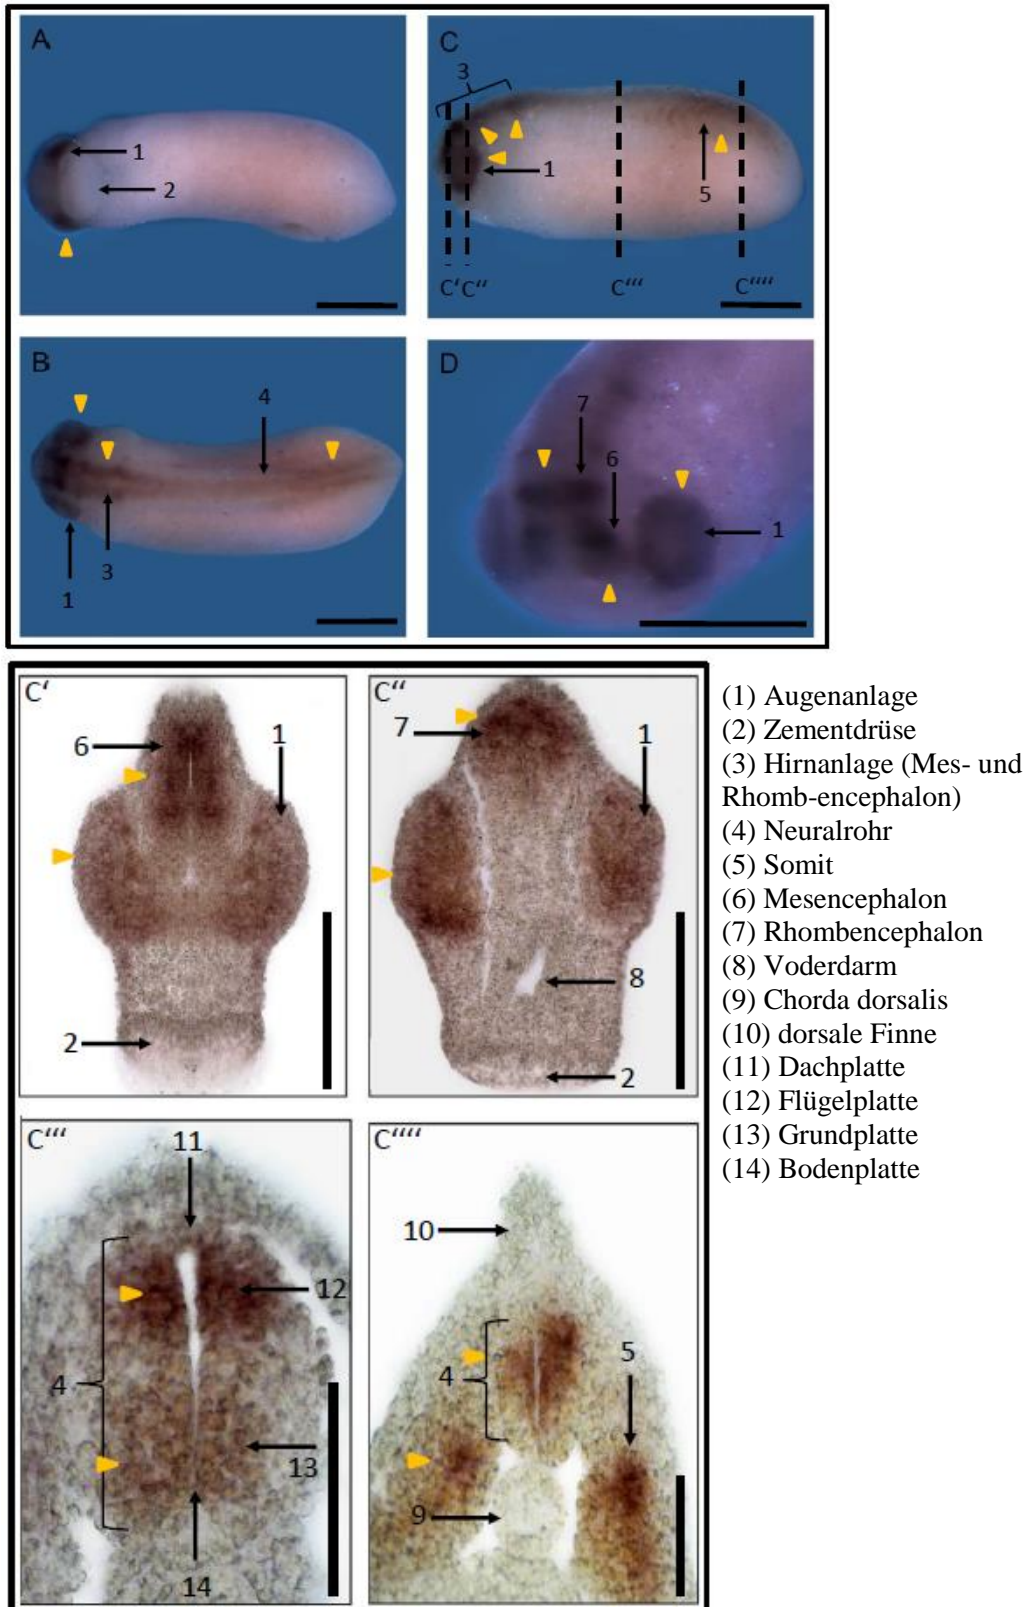 A
1
2
C
3
1
5
C' C'' C''' C''''
B
4
3
1
D
7
6
1
C'
6
1
2
C''
7
1
8
2
C'''
11
12
4
13
14
C''''
10
5
4
9
(1) Augenanlage
(2) Zementdrüse
(3) Hirnanlage (Mes- und
Rhomb-encephalon)
(4) Neuralrohr
(5) Somit
(6) Mesencephalon
(7) Rhombencephalon
(8) Voderdarm
(9) Chorda dorsalis
(10) dorsale Finne
(11) Dachplatte
(12) Flügelplatte
(13) Grundplatte
(14) Bodenplatte